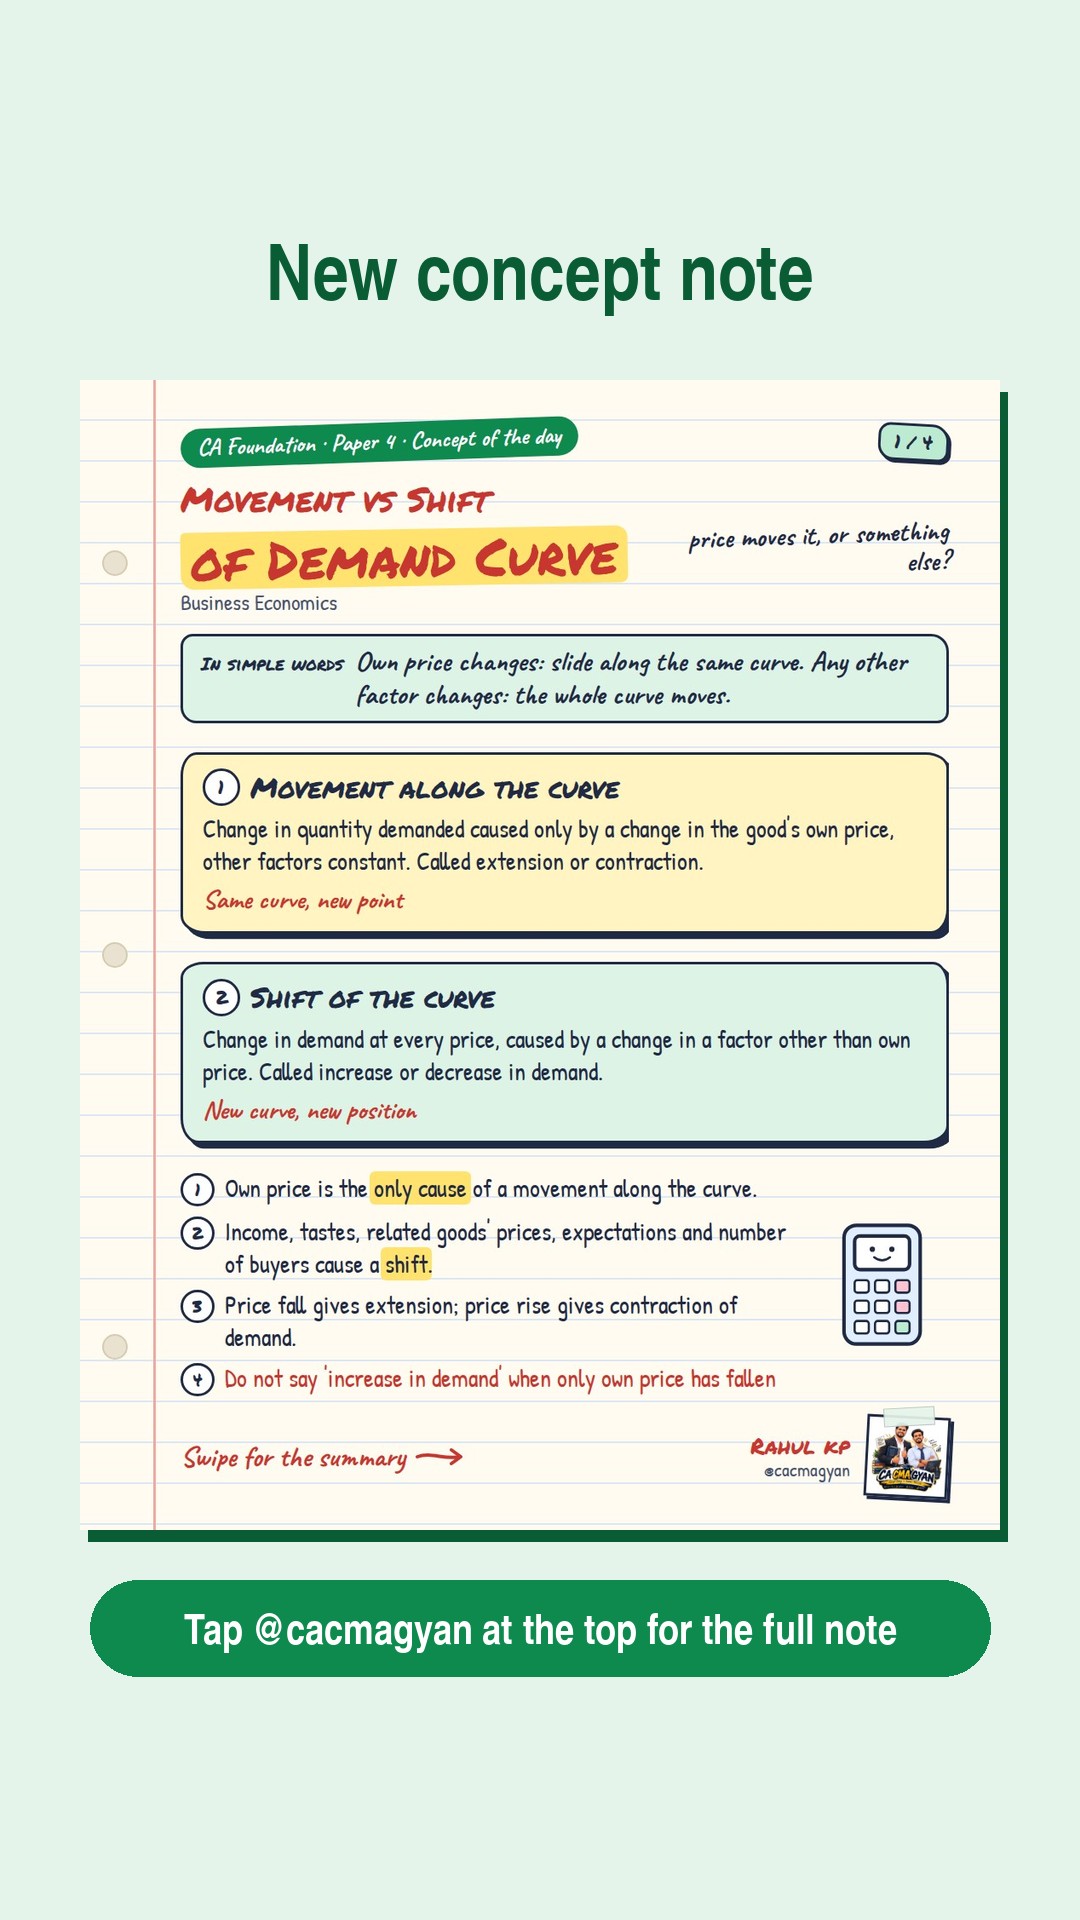 New concept note
CA Foundation · Paper 4 · Concept of the day
1 / 4
Movement vs Shift
of Demand Curve
price moves it, or something
else?
Business Economics
In simple words Own price changes: slide along the same curve. Any other
factor changes: the whole curve moves.
1 Movement along the curve
Change in quantity demanded caused only by a change in the good's own price,
other factors constant. Called extension or contraction.
Same curve, new point
2 Shift of the curve
Change in demand at every price, caused by a change in a factor other than own
price. Called increase or decrease in demand.
New curve, new position
1 Own price is the only cause of a movement along the curve.
2 Income, tastes, related goods' prices, expectations and number
of buyers cause a shift.
3 Price fall gives extension; price rise gives contraction of
demand.
4 Do not say 'increase in demand' when only own price has fallen
Swipe for the summary
Rahul KP
@cacmagyan
CA CMA GYAN
Tap @cacmagyan at the top for the full note